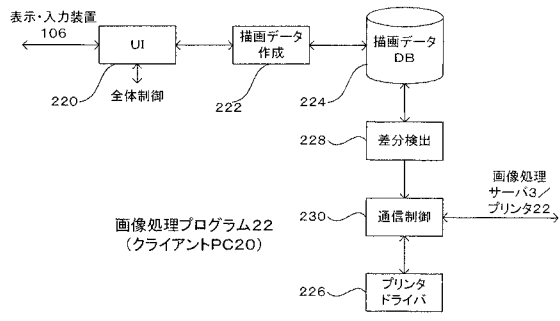 表示・入力装置
106
UI
220
全体制御
描画データ
作成
222
描画データ
DB
224
差分検出
228
通信制御
230
画像処理
サーバ3／
プリンタ22
プリンタ
ドライバ
226
画像処理プログラム22
(クライアントPC20)